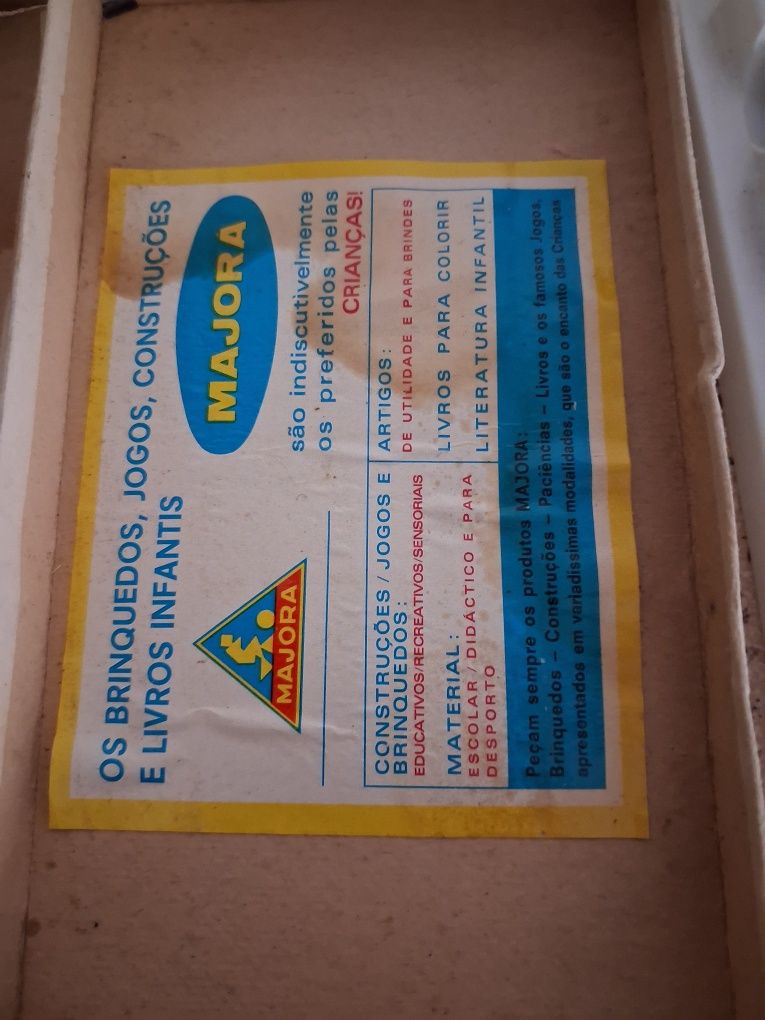 OS BRINQUEDOS, JOGOS, CONSTRUÇÕES
E LIVROS INFANTIS
MAJORA
MAJORA
são indiscutivelmente
os preferidos pelas
CRIANÇAS!
CONSTRUÇÕES / JOGOS E
BRINQUEDOS:
EDUCATIVOS/RECREATIVOS/SENSORIAIS
MATERIAL:
ESCOLAR / DIDÁCTICO E PARA
DESPORTO
ARTIGOS:
DE UTILIDADE E PARA BRINDES
LIVROS PARA COLORIR
LITERATURA INFANTIL
Peçam sempre os produtos MAJORA:
Brinquedos – Construções – Paciências – Livros e os famosos Jogos,
apresentados em variadissimas modalidades, que são o encanto das Crianças